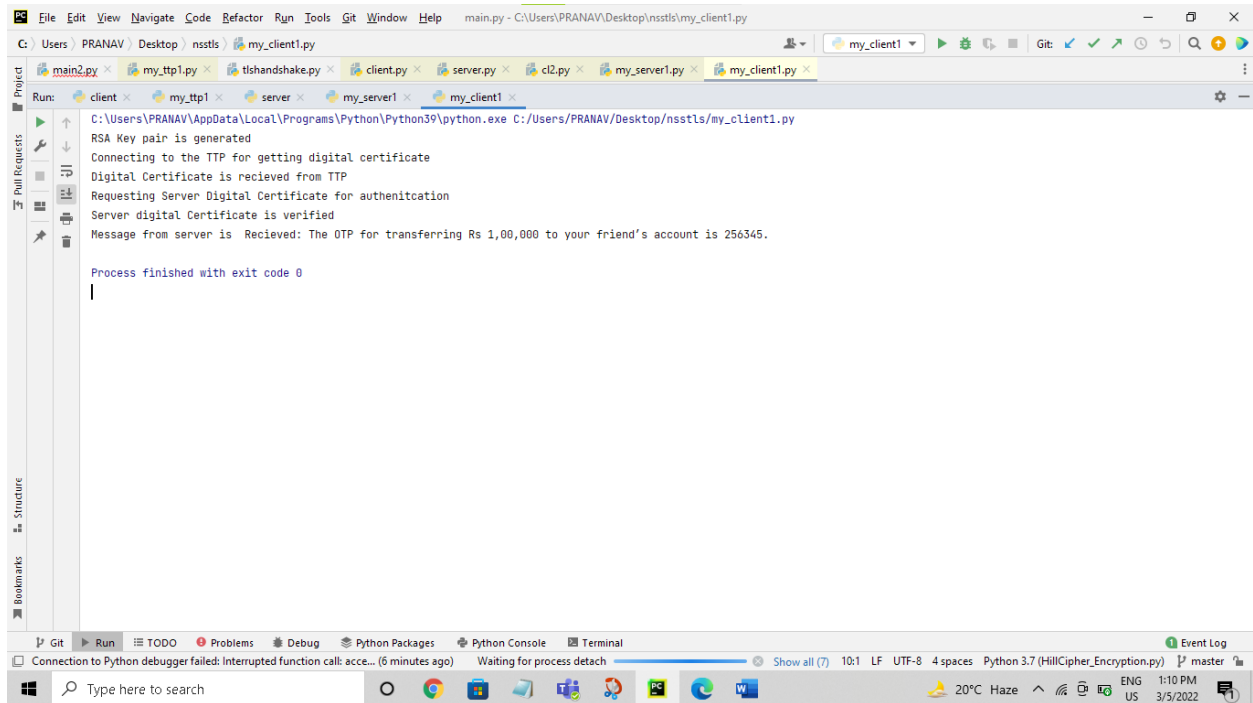 PC File Edit View Navigate Code Refactor Run Tools Git Window Help main.py - C:\Users\PRANAV\Desktop\nsstls\my_client1.py
C: Users PRANAV Desktop nsstls my_client1.py my_client1 Git:
main2.py my_ttp1.py tlshandshake.py client.py server.py cl2.py my_server1.py my_client1.py
Project
Run: client my_ttp1 server my_server1 my_client1
C:\Users\PRANAV\AppData\Local\Programs\Python\Python39\python.exe C:/Users/PRANAV/Desktop/nsstls/my_client1.py
RSA Key pair is generated
Connecting to the TTP for getting digital certificate
Digital Certificate is recieved from TTP
Requesting Server Digital Certificate for authenitcation
Server digital Certificate is verified
Message from server is  Recieved: The OTP for transferring Rs 1,00,000 to your friend’s account is 256345.
Process finished with exit code 0
Pull Requests
Structure
Bookmarks
Git Run TODO Problems Debug Python Packages Python Console Terminal 1 Event Log
Connection to Python debugger failed: Interrupted function call: acce... (6 minutes ago) Waiting for process detach Show all (7) 10:1 LF UTF-8 4 spaces Python 3.7 (HillCipher_Encryption.py) master
Type here to search PC W 20°C Haze ENG 1:10 PM
US 3/5/2022 1